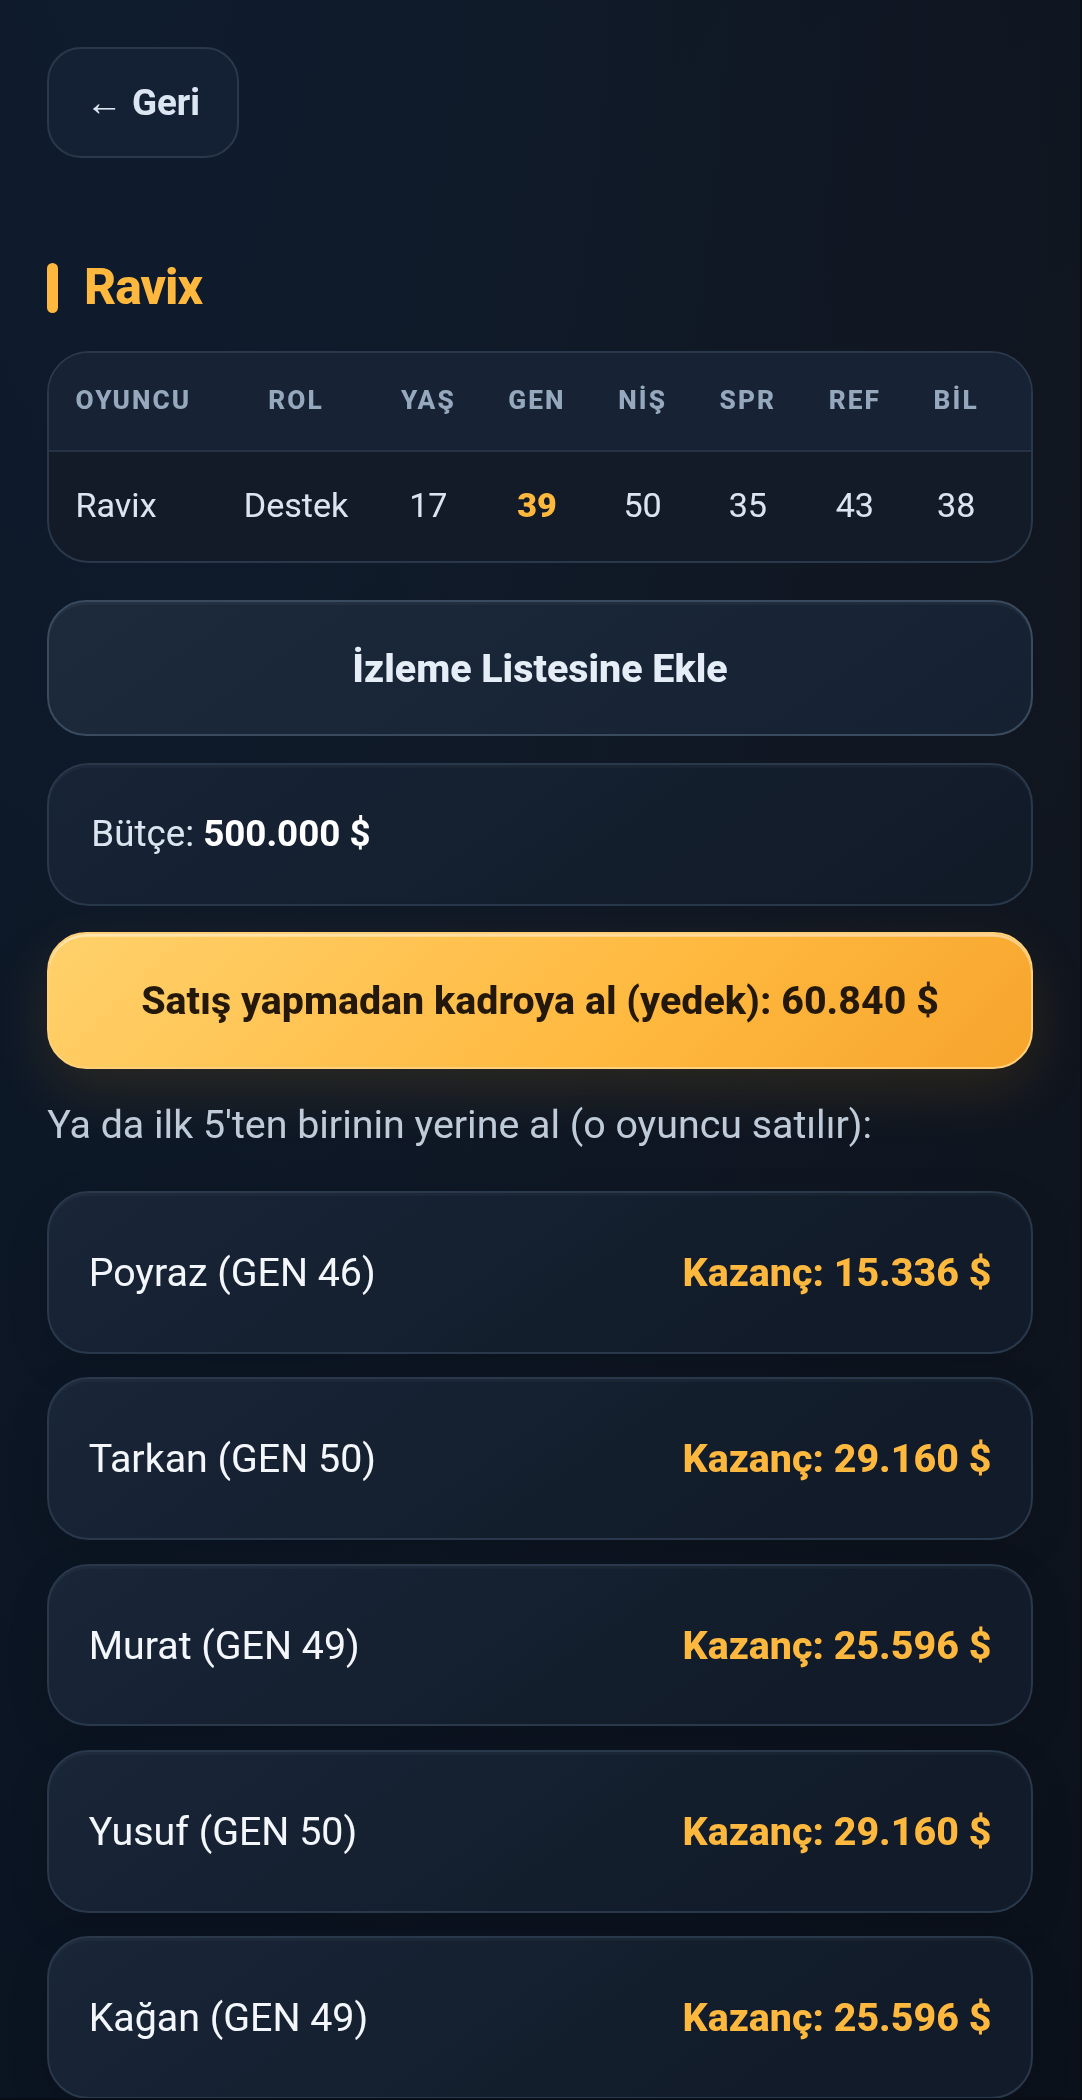 ← Geri
Ravix
OYUNCU ROL YAŞ GEN NİŞ SPR REF BİL
Ravix Destek 17 39 50 35 43 38
İzleme Listesine Ekle
Bütçe: 500.000 $
Satış yapmadan kadroya al (yedek): 60.840 $
Ya da ilk 5'ten birinin yerine al (o oyuncu satılır):
Poyraz (GEN 46) Kazanç: 15.336 $
Tarkan (GEN 50) Kazanç: 29.160 $
Murat (GEN 49) Kazanç: 25.596 $
Yusuf (GEN 50) Kazanç: 29.160 $
Kağan (GEN 49) Kazanç: 25.596 $